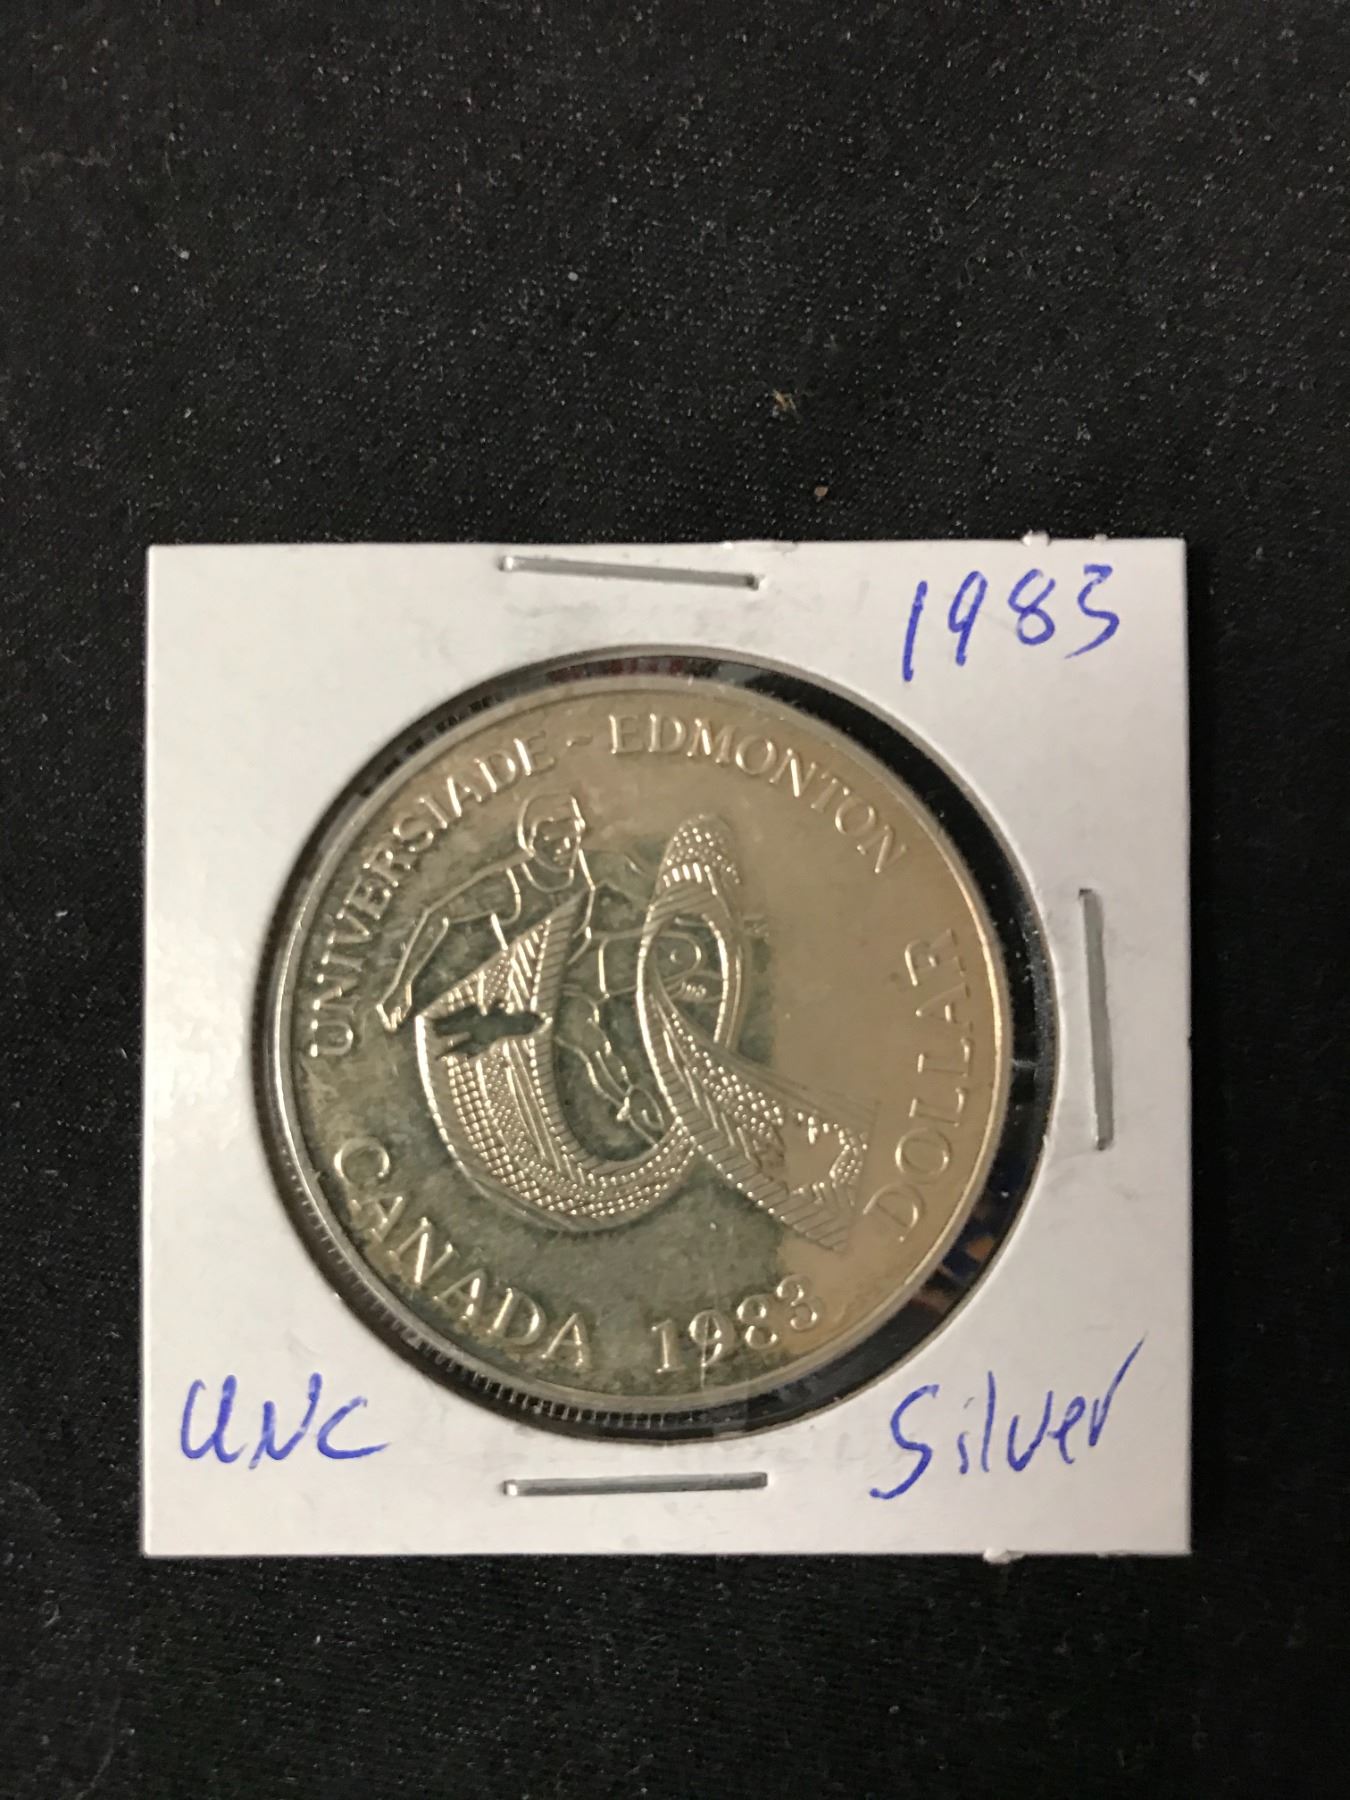 1983
UNIVERSIADE ~ EDMONTON
DOLLAR
CANADA 1983
UNC
Silver